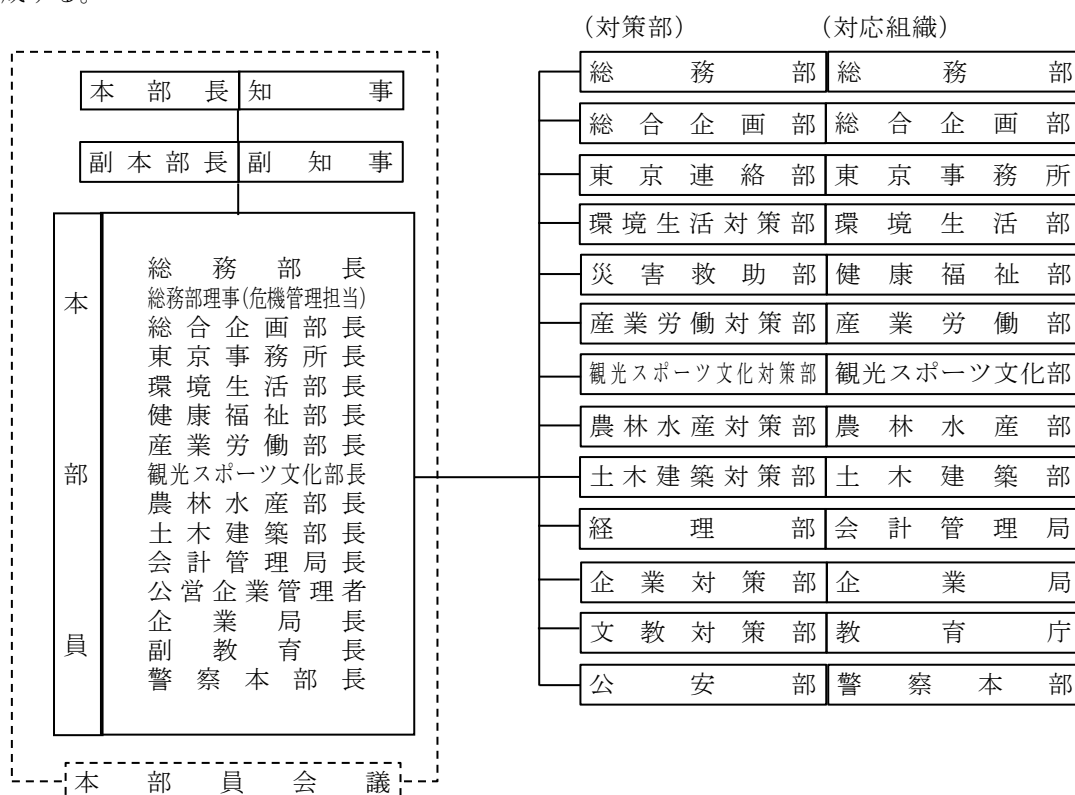 成する。
(対策部) (対応組織)
本部長 知事
副本部長 副知事
本部員
総務部長
総務部理事(危機管理担当)
総合企画部長
東京事務所長
環境生活部長
健康福祉部長
産業労働部長
観光スポーツ文化部長
農林水産部長
土木建築部長
会計管理局長
公営企業管理者
企業局長
副教育長
警察本部長
本部員会議
総務部 総務部
総合企画部 総合企画部
東京連絡部 東京事務所
環境生活対策部 環境生活部
災害救助部 健康福祉部
産業労働対策部 産業労働部
観光スポーツ文化対策部 観光スポーツ文化部
農林水産対策部 農林水産部
土木建築対策部 土木建築部
経理部 会計管理局
企業対策部 企業局
文教対策部 教育庁
公安部 警察本部